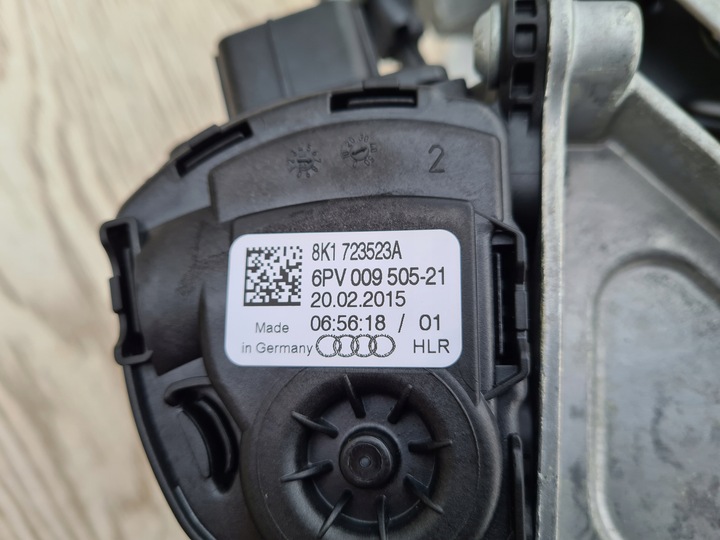 2
8K1 723523A
6PV 009 505-21
20.02.2015
Made 06:56:18 / 01
in Germany HLR